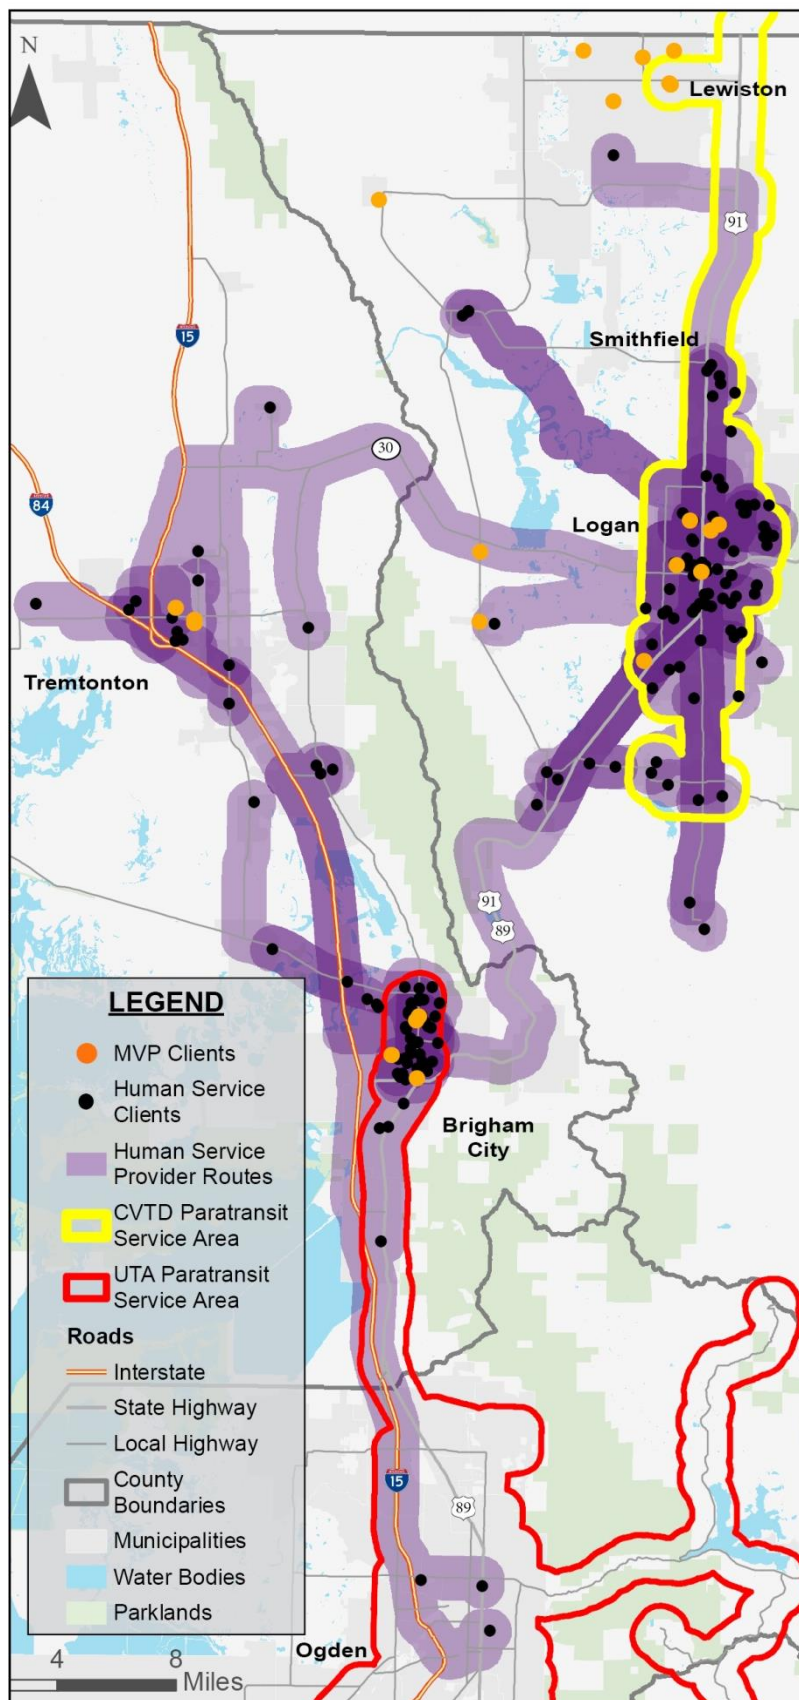 N
Lewiston
91
Smithfield
15
30
84
Logan
Tremtonton
91
89
LEGEND
MVP Clients
Human Service
Clients
Human Service
Provider Routes
CVTD Paratransit
Service Area
UTA Paratransit
Service Area
Roads
Interstate
State Highway
Local Highway
County
Boundaries
Municipalities
Water Bodies
Parklands
Brigham
City
15
89
Ogden
4 8
Miles